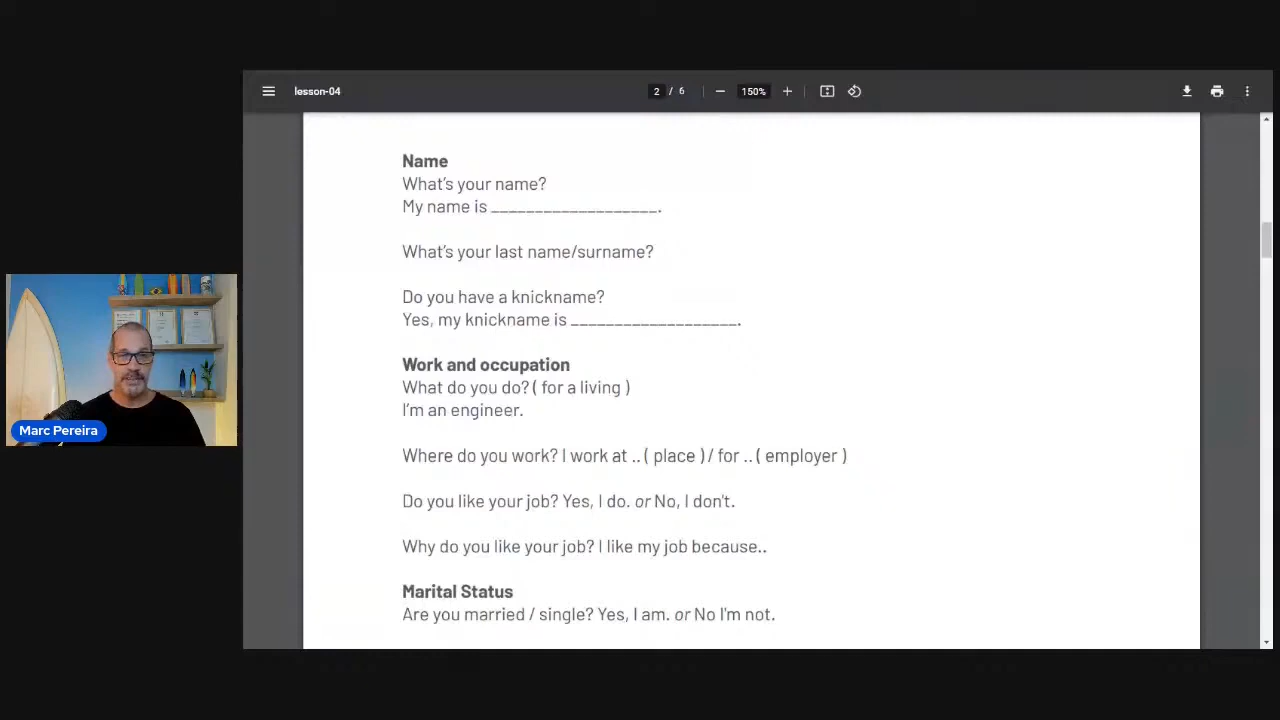 lesson-04
2 / 6
150%
Name
What's your name?
My name is ___________________.
What's your last name/surname?
Do you have a knickname?
Yes, my knickname is ___________________.
Work and occupation
What do you do? ( for a living )
I'm an engineer.
Where do you work? I work at .. ( place ) / for .. ( employer )
Do you like your job? Yes, I do. or No, I don't.
Why do you like your job? I like my job because..
Marital Status
Are you married / single? Yes, I am. or No I'm not.
Marc Pereira